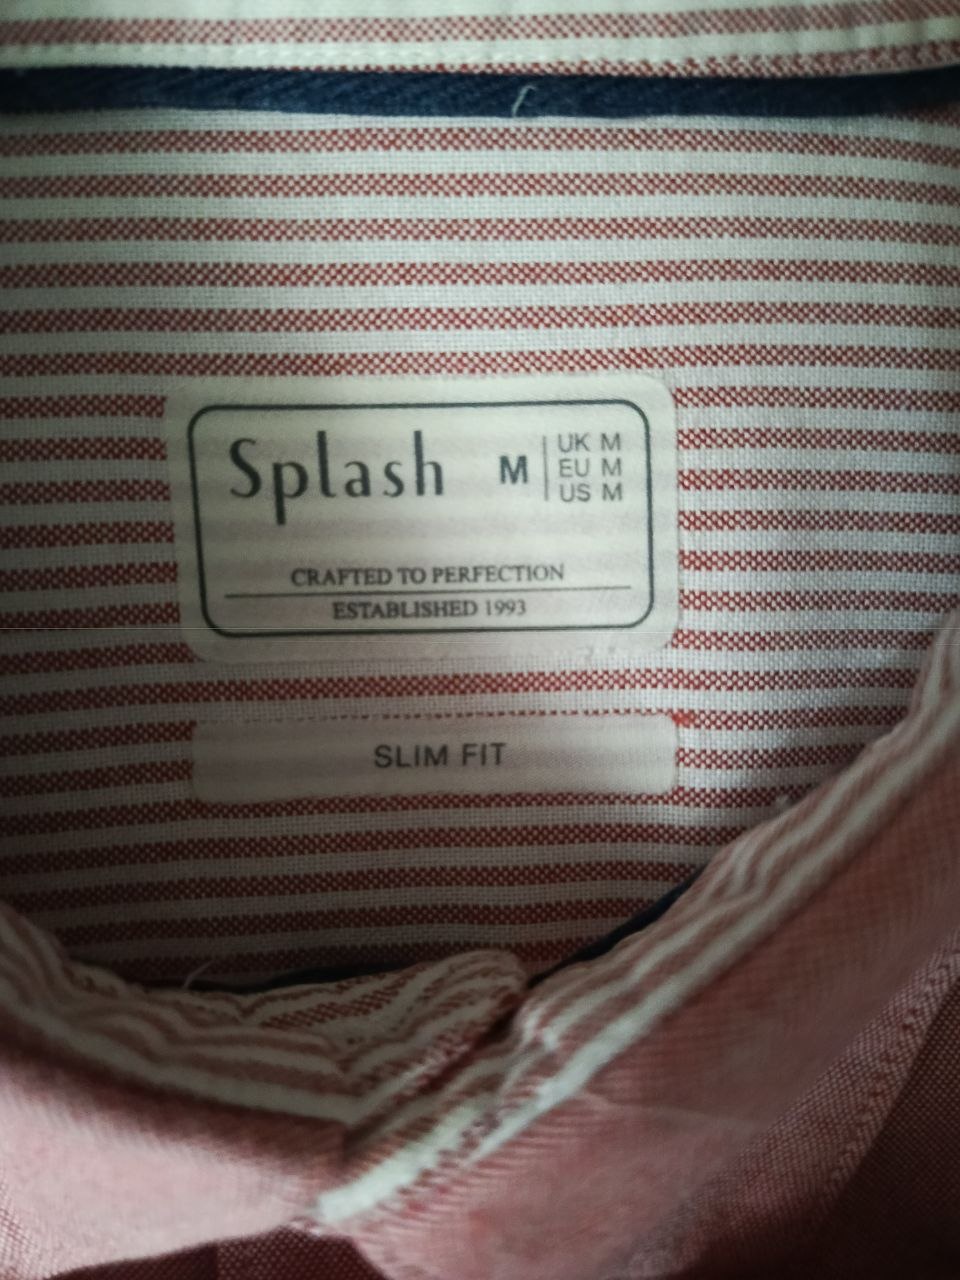 Splash M
UK M
EU M
US M
CRAFTED TO PERFECTION
ESTABLISHED 1993
SLIM FIT